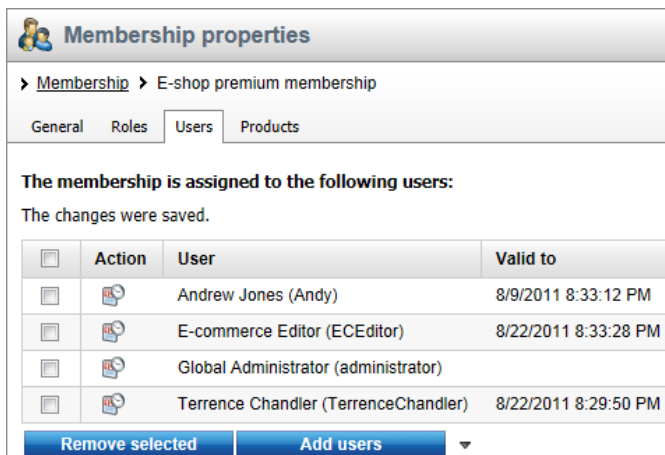 Membership properties
Membership E-shop premium membership
General Roles Users Products
The membership is assigned to the following users:
The changes were saved.
Action User Valid to
Andrew Jones (Andy) 8/9/2011 8:33:12 PM
E-commerce Editor (ECEditor) 8/22/2011 8:33:28 PM
Global Administrator (administrator)
Terrence Chandler (TerrenceChandler) 8/22/2011 8:29:50 PM
Remove selected Add users